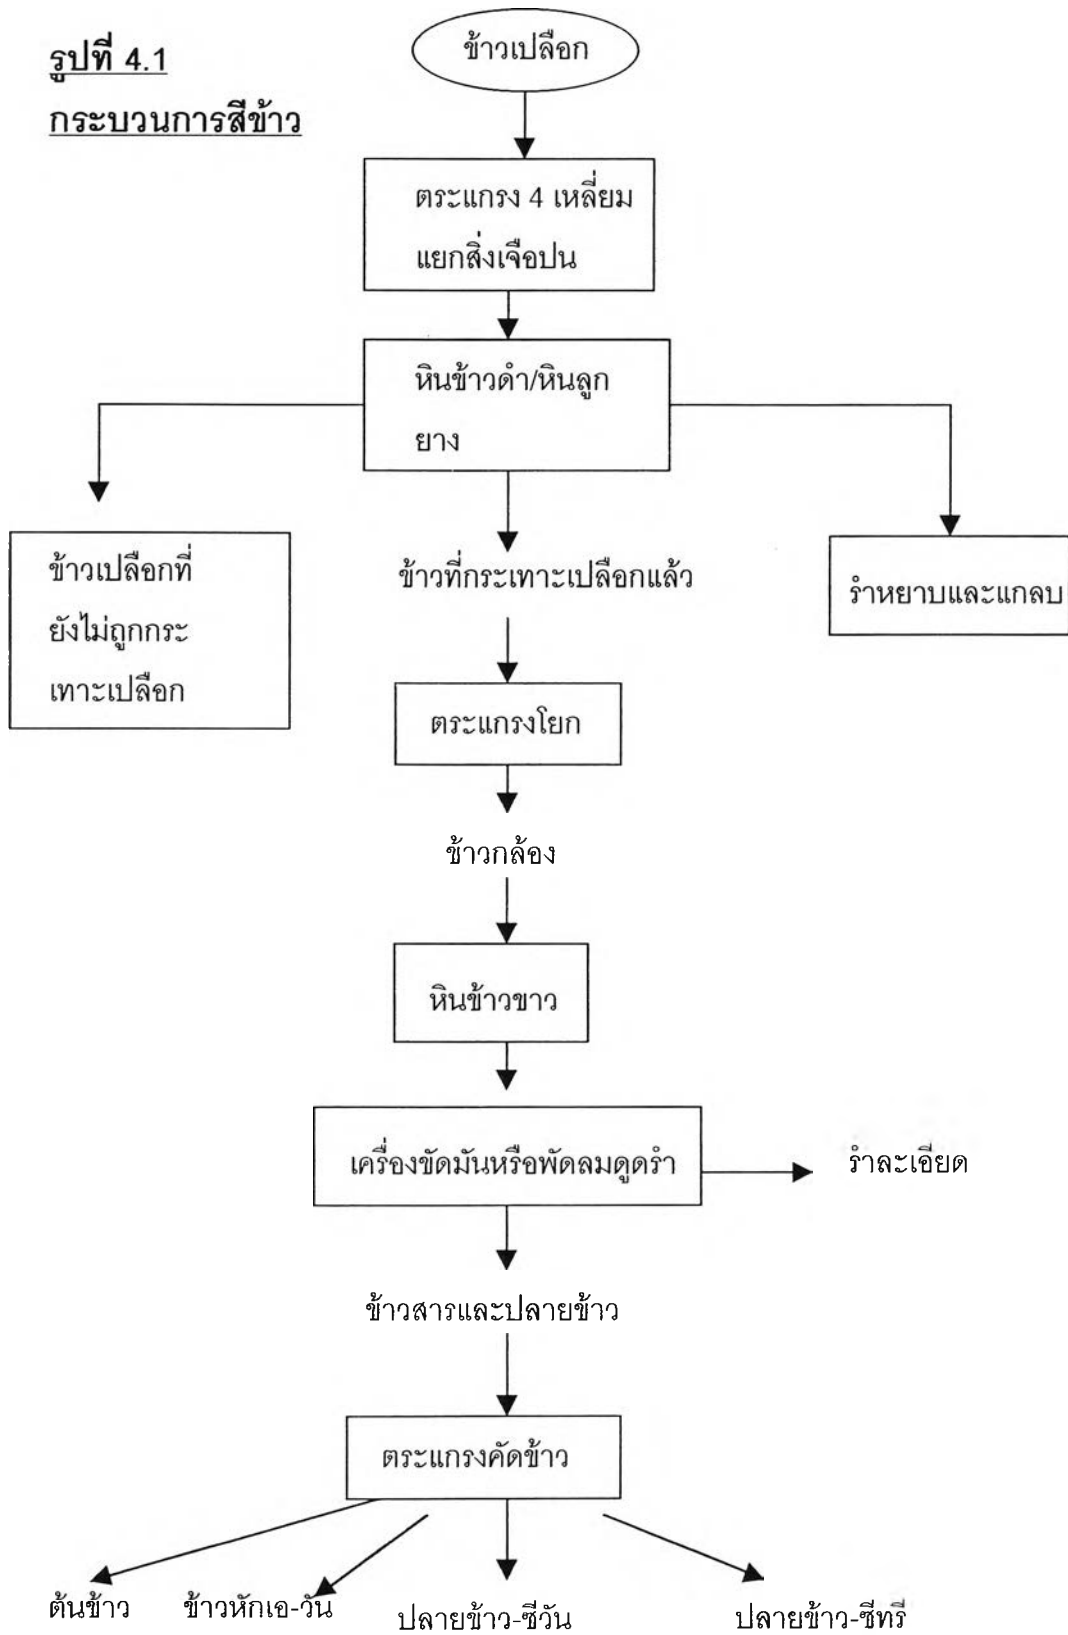 รูปที่ 4.1
กระบวนการสีข้าว
ข้าวเปลือก
ตระแกรง 4 เหลี่ยม
แยกสิ่งเจือปน
หินข้าวดำ/หินลูก
ยาง
ข้าวเปลือกที่
ยังไม่ถูกกระ
เทาะเปลือก
ข้าวที่กระเทาะเปลือกแล้ว
รำหยาบและแกลบ
ตระแกรงโยก
ข้าวกล้อง
หินข้าวขาว
เครื่องขัดมันหรือพัดลมดูดรำ
รำละเอียด
ข้าวสารและปลายข้าว
ตระแกรงคัดข้าว
ต้นข้าว
ข้าวหักเอ-วัน
ปลายข้าว-ซีวัน
ปลายข้าว-ซีทรี